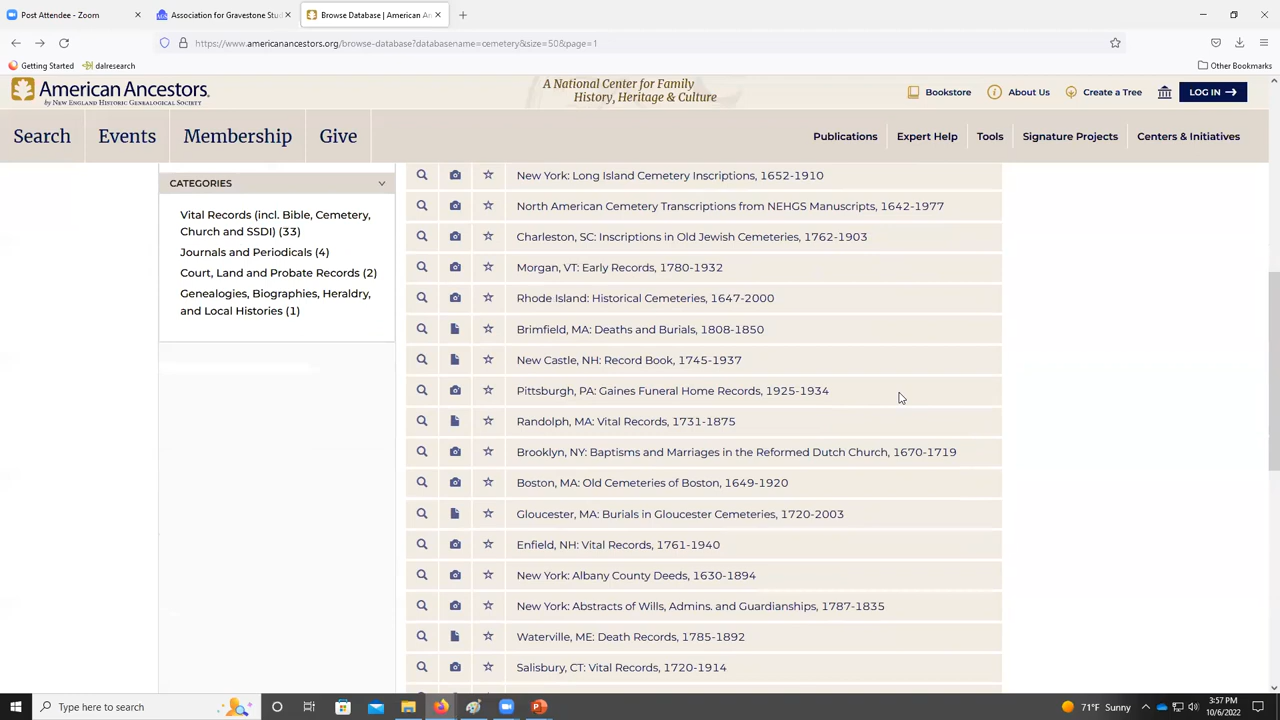 Post Attendee - Zoom
Association for Gravestone Stud
Browse Database | American An
https://www.americanancestors.org/browse-database?databasename=cemetery&size=50&page=1
Getting Started
dalresearch
Other Bookmarks
American Ancestors
by NEW ENGLAND HISTORIC GENEALOGICAL SOCIETY
A National Center for Family
History, Heritage & Culture
Bookstore
About Us
Create a Tree
LOG IN
Search
Events
Membership
Give
Publications
Expert Help
Tools
Signature Projects
Centers & Initiatives
CATEGORIES
Vital Records (incl. Bible, Cemetery,
Church and SSDI) (33)
Journals and Periodicals (4)
Court, Land and Probate Records (2)
Genealogies, Biographies, Heraldry,
and Local Histories (1)
New York: Long Island Cemetery Inscriptions, 1652-1910
North American Cemetery Transcriptions from NEHGS Manuscripts, 1642-1977
Charleston, SC: Inscriptions in Old Jewish Cemeteries, 1762-1903
Morgan, VT: Early Records, 1780-1932
Rhode Island: Historical Cemeteries, 1647-2000
Brimfield, MA: Deaths and Burials, 1808-1850
New Castle, NH: Record Book, 1745-1937
Pittsburgh, PA: Gaines Funeral Home Records, 1925-1934
Randolph, MA: Vital Records, 1731-1875
Brooklyn, NY: Baptisms and Marriages in the Reformed Dutch Church, 1670-1719
Boston, MA: Old Cemeteries of Boston, 1649-1920
Gloucester, MA: Burials in Gloucester Cemeteries, 1720-2003
Enfield, NH: Vital Records, 1761-1940
New York: Albany County Deeds, 1630-1894
New York: Abstracts of Wills, Admins. and Guardianships, 1787-1835
Waterville, ME: Death Records, 1785-1892
Salisbury, CT: Vital Records, 1720-1914
Type here to search
71°F Sunny
3:57 PM
10/6/2022